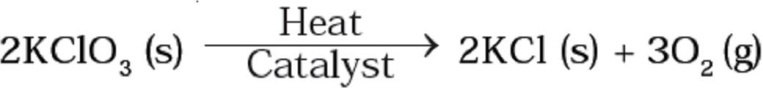 2KClO₃ (s) Heat Catalyst → 2KCl (s) + 3O₂ (g)